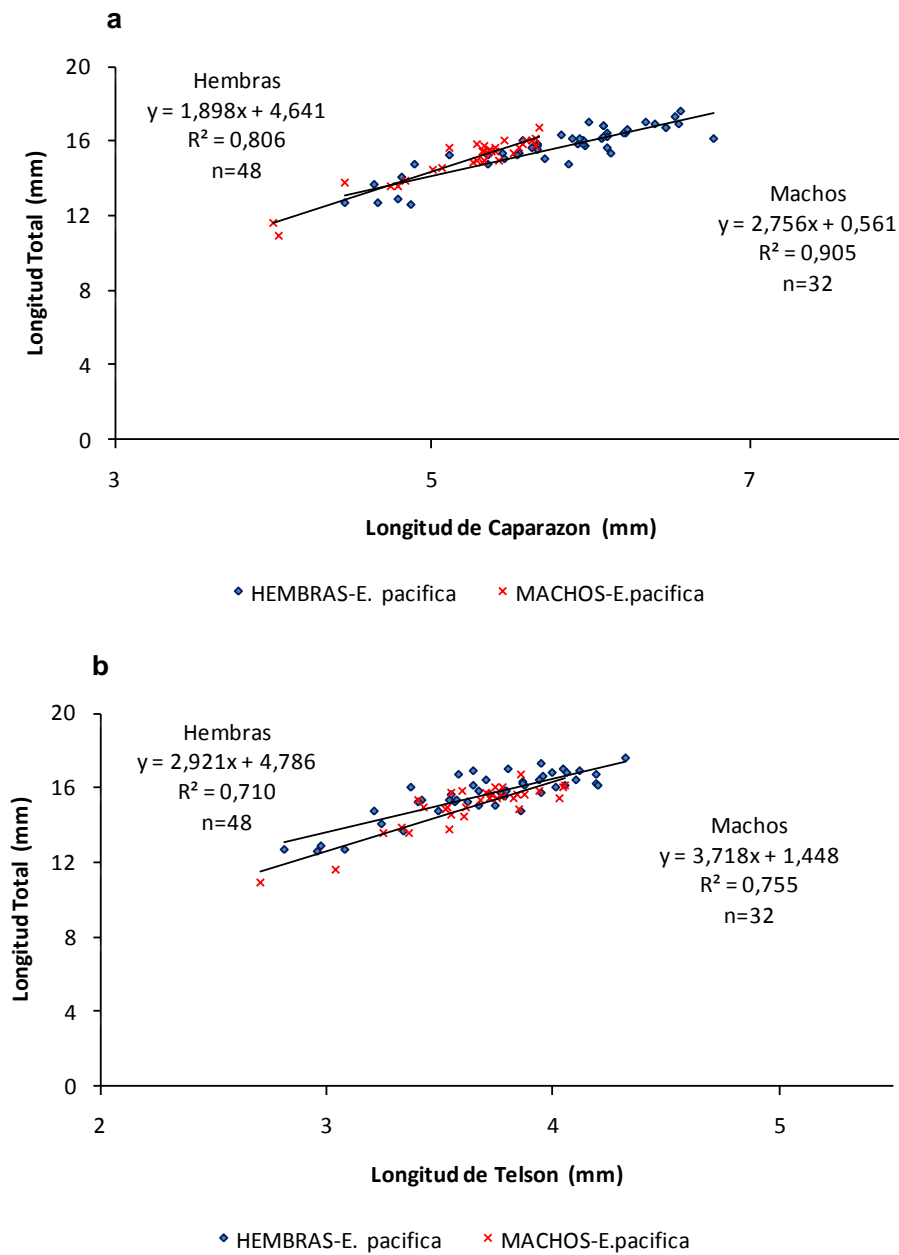 a
20
16
12
8
4
0
Longitud Total (mm)
Hembras
y = 1,898x + 4,641
R² = 0,806
n=48
Machos
y = 2,756x + 0,561
R² = 0,905
n=32
3 5 7
Longitud de Caparazon (mm)
HEMBRAS-E. pacifica MACHOS-E.pacifica
b
20
16
12
8
4
0
Longitud Total (mm)
Hembras
y = 2,921x + 4,786
R² = 0,710
n=48
Machos
y = 3,718x + 1,448
R² = 0,755
n=32
2 3 4 5
Longitud de Telson (mm)
HEMBRAS-E. pacifica MACHOS-E.pacifica